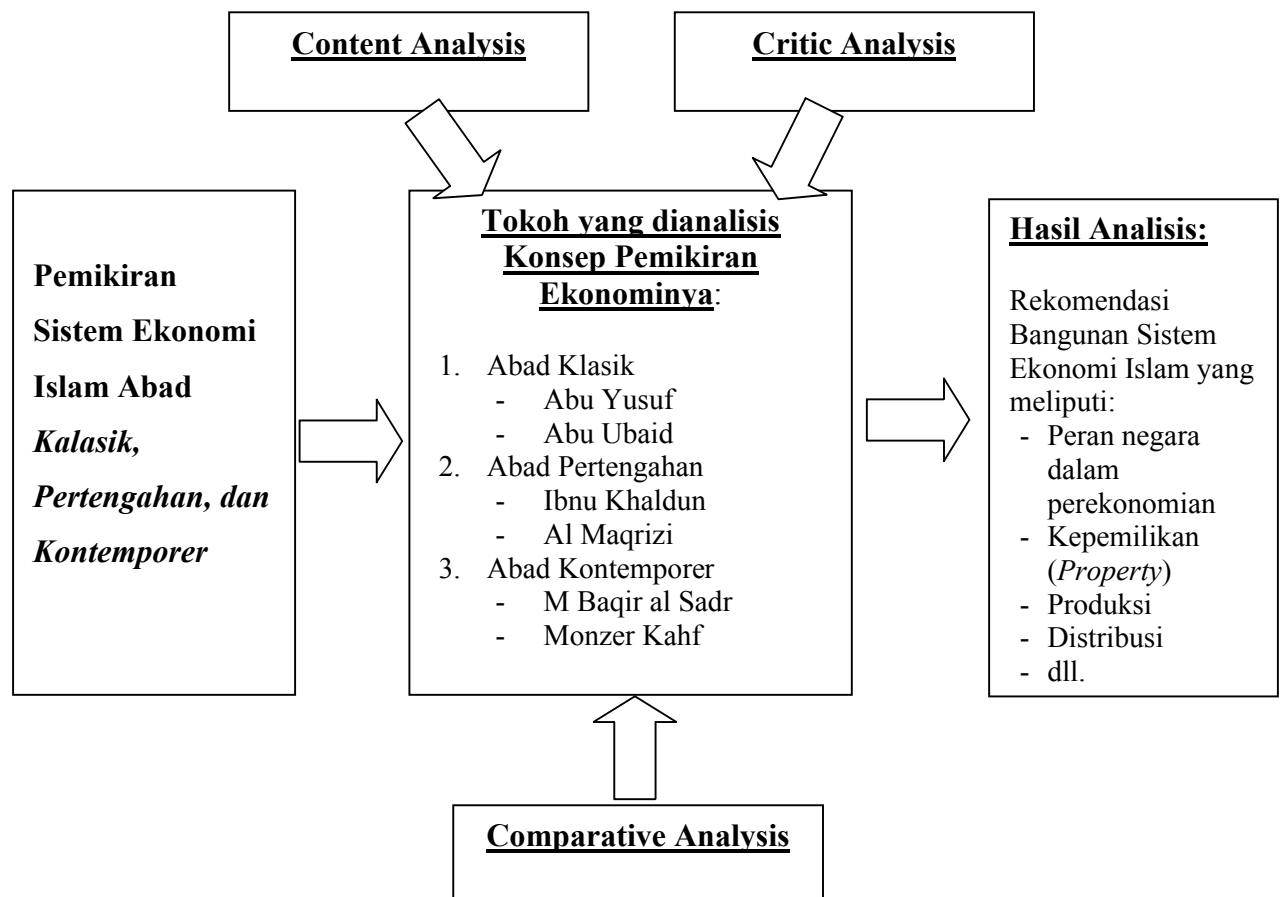 Content Analysis
Critic Analysis
Pemikiran
Sistem Ekonomi
Islam Abad
Kalasik,
Pertengahan, dan
Kontemporer
Tokoh yang dianalisis
Konsep Pemikiran
Ekonominya:
1. Abad Klasik
- Abu Yusuf
- Abu Ubaid
2. Abad Pertengahan
- Ibnu Khaldun
- Al Maqrizi
3. Abad Kontemporer
- M Baqir al Sadr
- Monzer Kahf
Hasil Analisis:
Rekomendasi
Bangunan Sistem
Ekonomi Islam yang
meliputi:
- Peran negara
dalam
perekonomian
- Kepemilikan
(Property)
- Produksi
- Distribusi
- dll.
Comparative Analysis